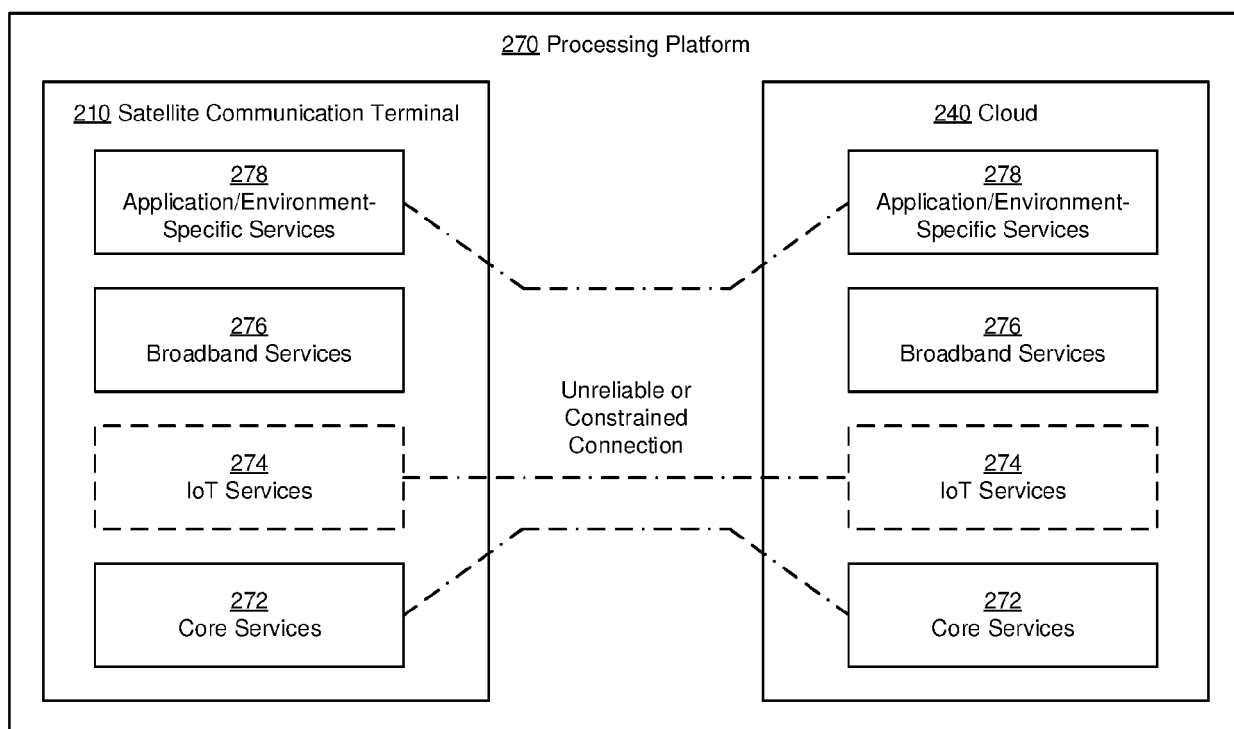 270 Processing Platform
210 Satellite Communication Terminal
278
Application/Environment-
Specific Services
276
Broadband Services
274
IoT Services
272
Core Services
Unreliable or
Constrained
Connection
240 Cloud
278
Application/Environment-
Specific Services
276
Broadband Services
274
IoT Services
272
Core Services